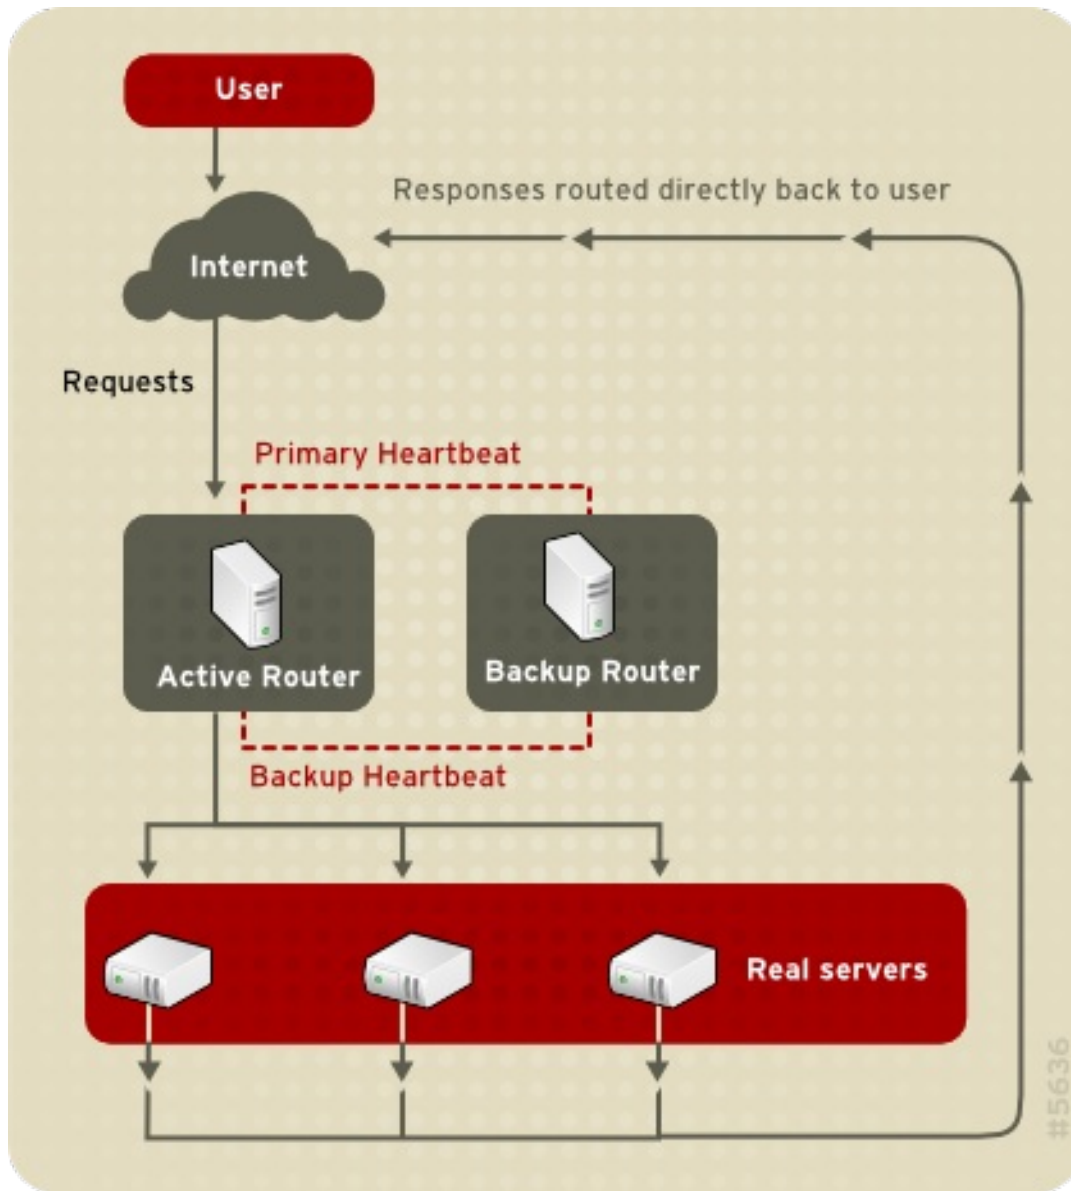 User
Responses routed directly back to user
Internet
Requests
Primary Heartbeat
Active Router
Backup Router
Backup Heartbeat
Real servers
#5636